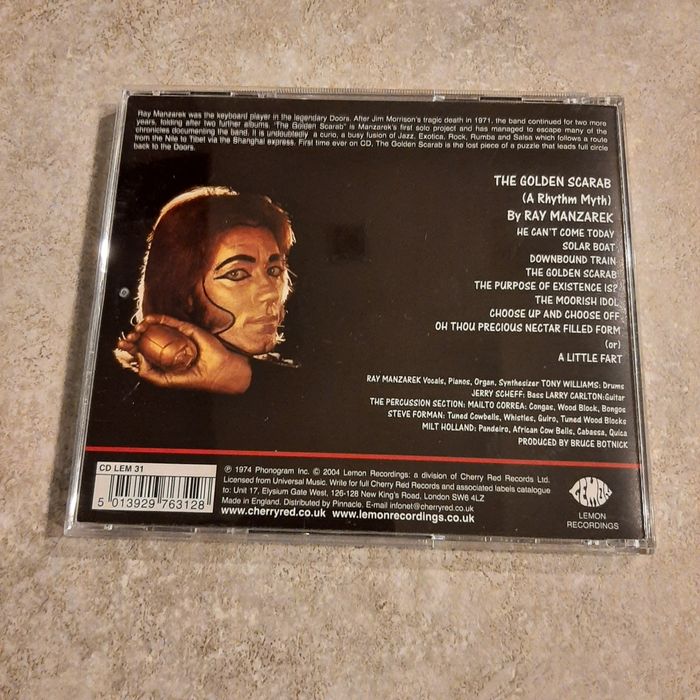 Ray Manzarek was the keyboard player in the legendary Doors. After Jim Morrison's tragic death in 1971, the band continued for two more
years, folding after two further albums. 'The Golden Scarab" is Manzarek's first solo project and has managed to escape many of the
chronicles documenting the band. It is undoubtedly a curio, a busy fusion of Jazz, Exotica, Rock, Rumba and Salsa which follows a route
from the Nile to Tibet via the Shanghai express. First time ever on CD, The Golden Scarab is the lost piece of a puzzle that leads full circle
back to the Doors.
THE GOLDEN SCARAB
(A Rhythm Myth)
By RAY MANZAREK
HE CAN'T COME TODAY
SOLAR BOAT
DOWNBOUND TRAIN
THE GOLDEN SCARAB
THE PURPOSE OF EXISTENCE IS?
THE MOORISH IDOL
CHOOSE UP AND CHOOSE OFF
OH THOU PRECIOUS NECTAR FILLED FORM
(or)
A LITTLE FART
RAY MANZAREK Vocals, Pianos, Organ, Synthesizer TONY WILLIAMS: Drums
JERRY SCHEFF: Bass LARRY CARLTON:Guitar
THE PERCUSSION SECTION: MAILTO CORREA: Congas, Wood Block, Bongos
STEVE FORMAN: Tuned Cowbells, Whistles, Guiro, Tuned Wood Blocks
MILT HOLLAND: Pandeiro, African Cow Bells, Cabassa, Quica
PRODUCED BY BRUCE BOTNICK
CD LEM 31
5 013929 763128
℗ 1974 Phonogram Inc. © 2004 Lemon Recordings: a division of Cherry Red Records Ltd.
Licensed from Universal Music. Write for full Cherry Red Records and associated labels catalogue
to: Unit 17, Elysium Gate West, 126-128 New King's Road, London SW6 4LZ
Made in England. Distributed by Pinnacle. E-mail infonet@cherryred.co.uk
www.cherryred.co.uk www.lemonrecordings.co.uk
LEMON
LEMON
RECORDINGS